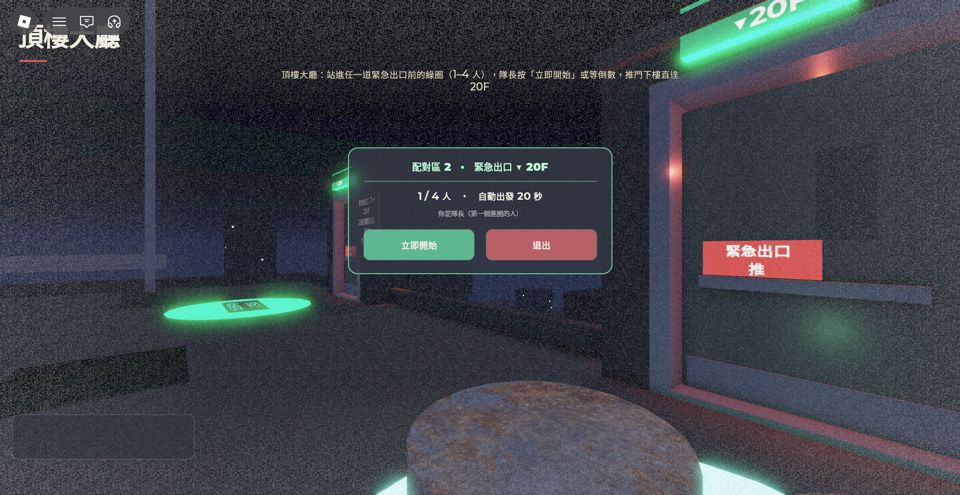 頂樓大廳
頂樓大廳：站進任一道緊急出口前的綠圈（1–4 人），隊長按「立即開始」或等倒數，推門下樓直達
20F
▼20F
配對區 2 • 緊急出口 ▼ 20F
1 / 4 人 • 自動出發 20 秒
你是隊長（第一個進圈的人）
立即開始
退出
緊急出口
推